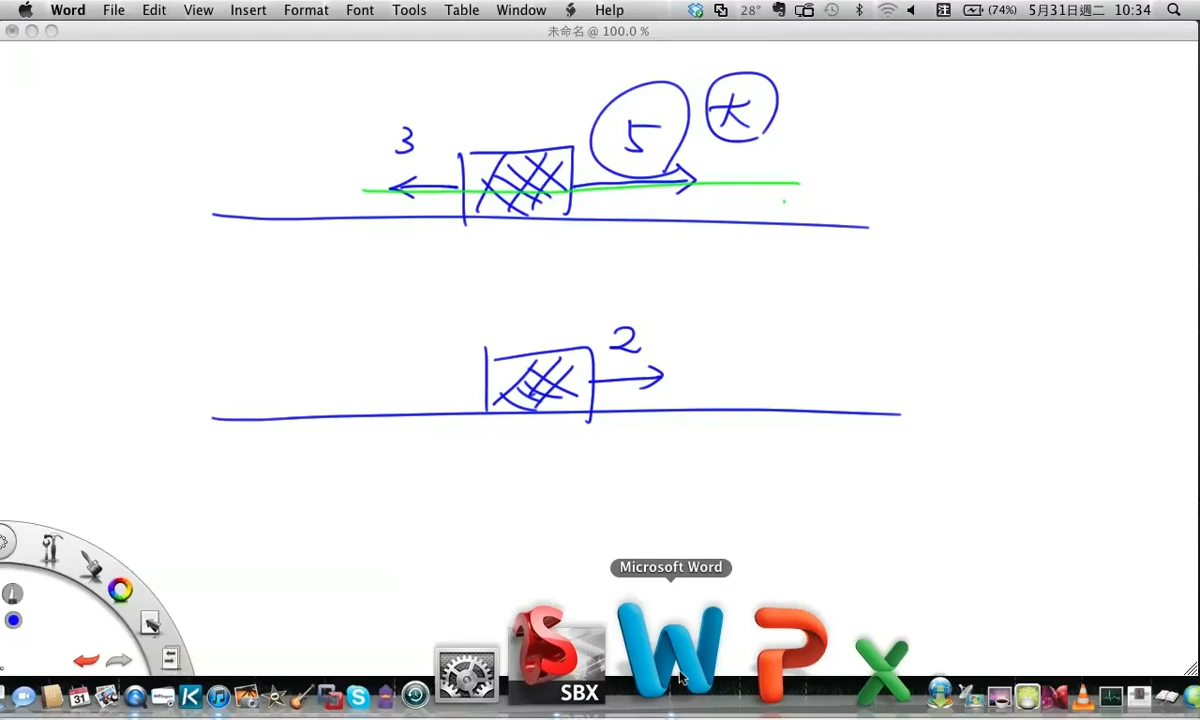 Word File Edit View Insert Format Font Tools Table Window Help 28° (74%) 5月31日週二 10:34
未命名 @ 100.0 %
3 5 大
2
Microsoft Word
SBX